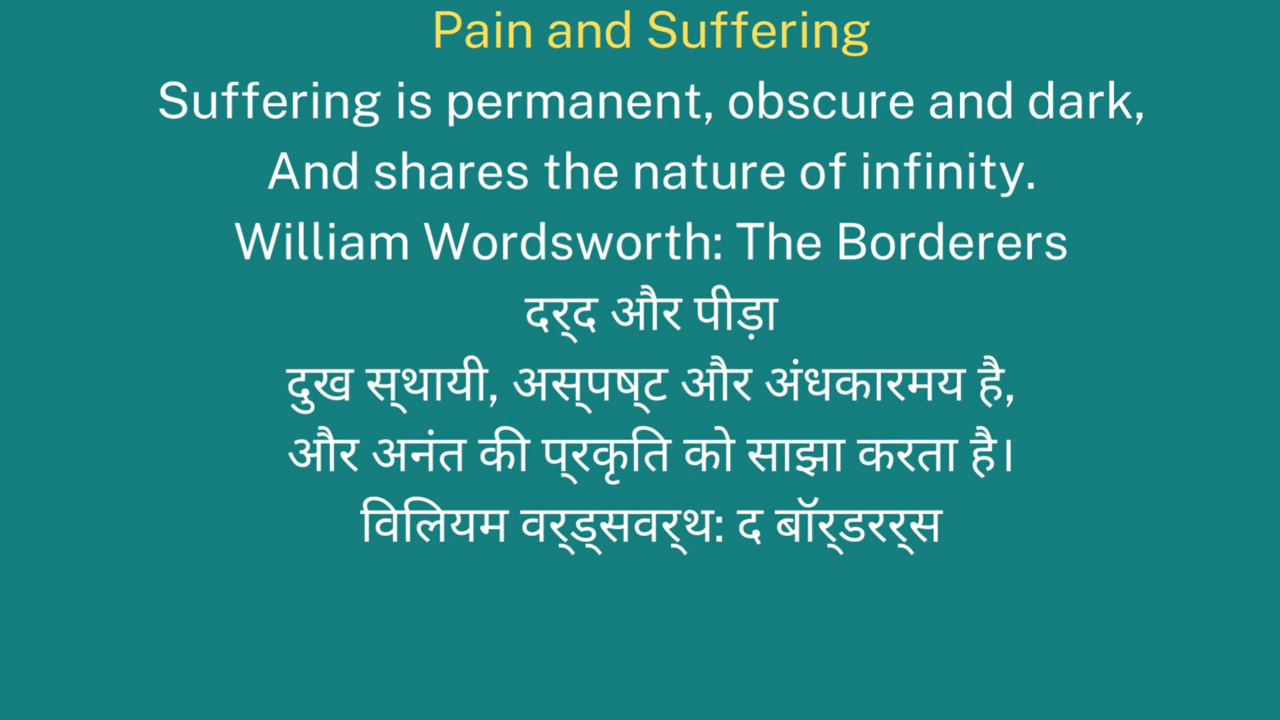 Pain and Suffering
Suffering is permanent, obscure and dark,
And shares the nature of infinity.
William Wordsworth: The Borderers
दर्द और पीड़ा
दुख स्थायी, अस्पष्ट और अंधकारमय है,
और अनंत की प्रकृति को साझा करता है।
विलियम वर्ड्सवर्थ: द बॉर्डरर्स